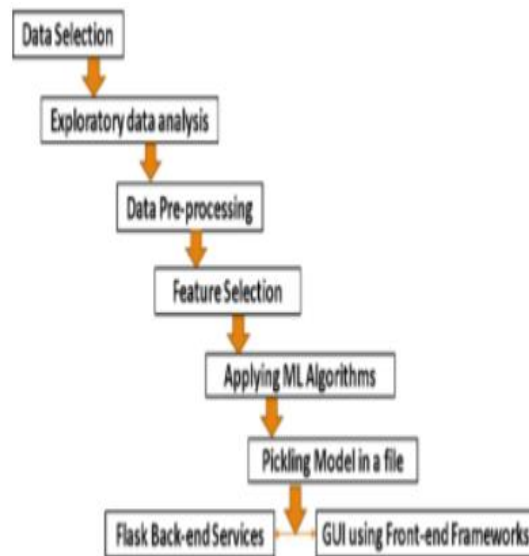 Data Selection
Exploratory data analysis
Data Pre-processing
Feature Selection
Applying ML Algorithms
Pickling Model in a file
Flask Back-end Services
GUI using Front-end Frameworks